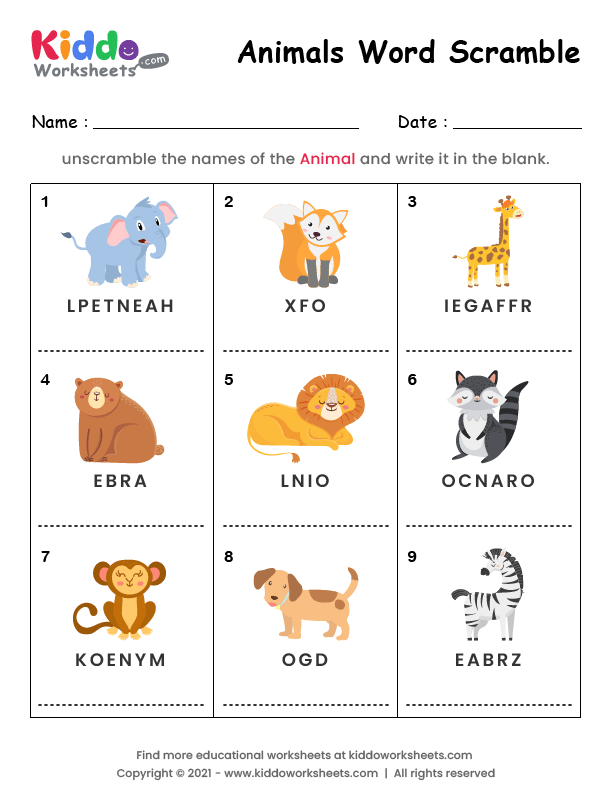 Kiddo
Worksheets .com
Animals Word Scramble
Name :
Date :
unscramble the names of the Animal and write it in the blank.
1
2
3
LPETNEAH
XFO
IEGAFFR
4
5
6
EBRA
LNIO
OCNARO
7
8
9
KOENYM
OGD
EABRZ
Find more educational worksheets at kiddoworksheets.com
Copyright © 2021 - www.kiddoworksheets.com | All rights reserved